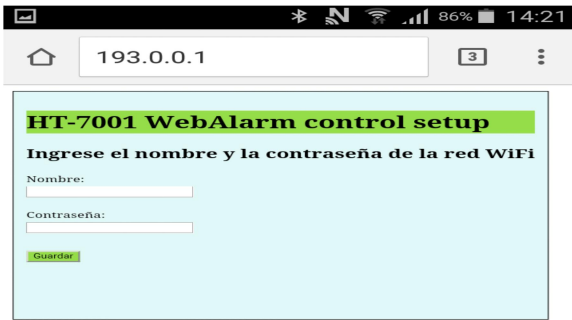 86% 14:21
193.0.0.1 3
HT-7001 WebAlarm control setup
Ingrese el nombre y la contraseña de la red WiFi
Nombre:
Contraseña:
Guardar